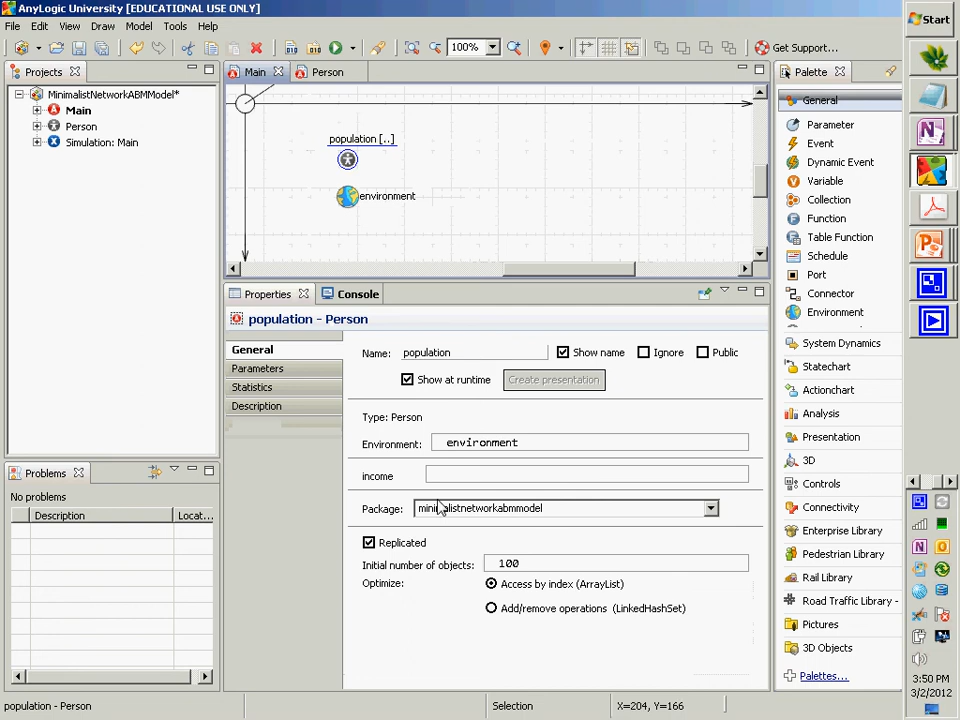 AnyLogic University [EDUCATIONAL USE ONLY]
File Edit View Draw Model Tools Help
100% Get Support...
Start
Projects
Main Person
Palette
MinimalistNetworkABMModel*
Main
Person
Simulation: Main
population [..]
environment
General
Parameter
Event
Dynamic Event
Variable
Collection
Function
Table Function
Schedule
Port
Connector
Environment
System Dynamics
Statechart
Actionchart
Analysis
Presentation
3D
Controls
Connectivity
Enterprise Library
Pedestrian Library
Rail Library
Road Traffic Library -
Pictures
3D Objects
Palettes...
Properties Console
population - Person
General
Parameters
Statistics
Description
Name: population Show name Ignore Public
Show at runtime Create presentation
Type: Person
Environment: environment
income
Package: minimalistnetworkabmmodel
Replicated
Initial number of objects: 100
Optimize: Access by index (ArrayList)
Add/remove operations (LinkedHashSet)
Problems
No problems
Description Locat...
3:50 PM
3/2/2012
population - Person Selection X=204, Y=166